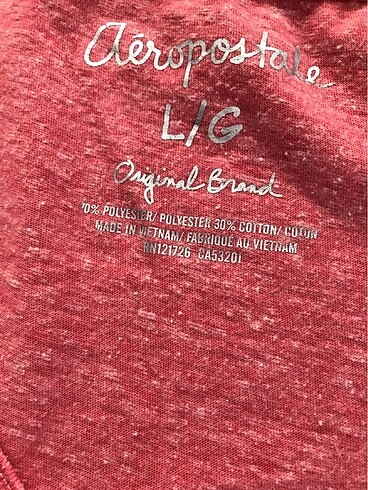 Aéropostale
L/G
Original Brand
70% POLYESTER/ POLYESTER 30% COTTON/ COTON
MADE IN VIETNAM/ FABRIQUÉ AU VIETNAM
RN121726 CA53201